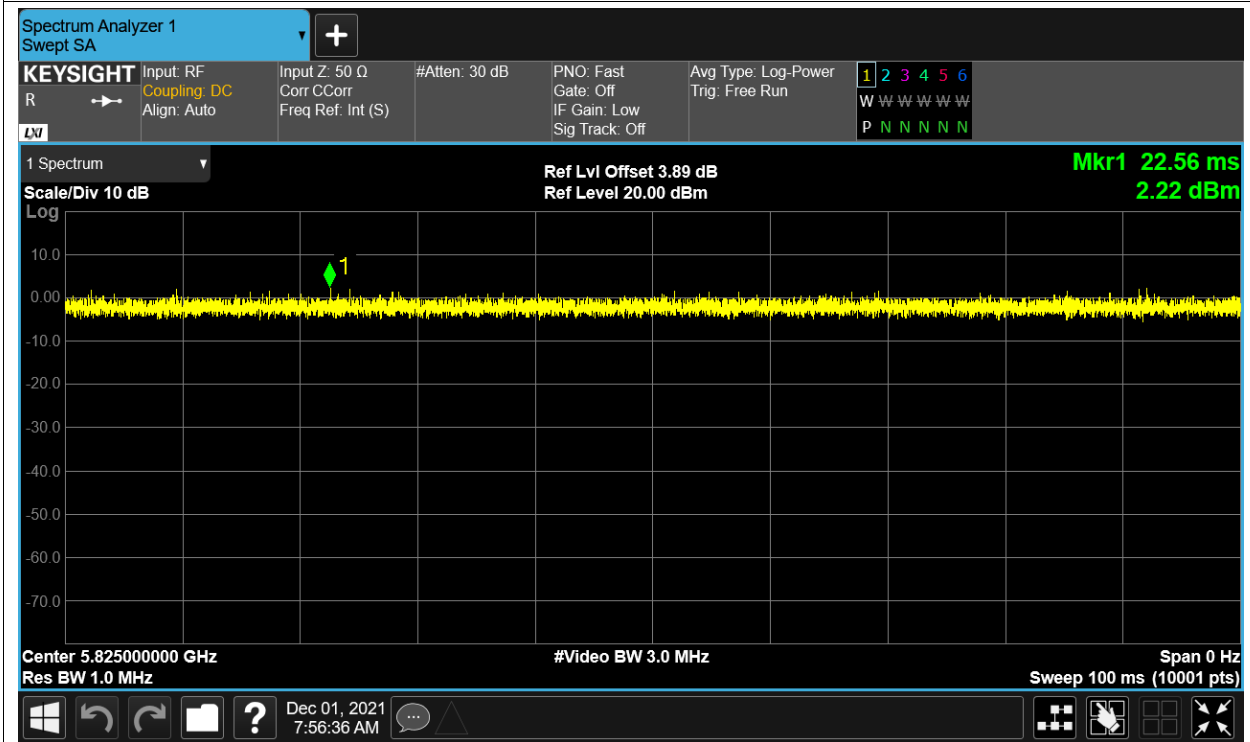 Spectrum Analyzer 1
Swept SA
+
KEYSIGHT
R
LXI
Input: RF
Coupling: DC
Align: Auto
Input Z: 50 Ω
Corr CCorr
Freq Ref: Int (S)
#Atten: 30 dB
PNO: Fast
Gate: Off
IF Gain: Low
Sig Track: Off
Avg Type: Log-Power
Trig: Free Run
1 2 3 4 5 6
W W W W W W
P N N N N N
1 Spectrum
Scale/Div 10 dB
Log
Ref Lvl Offset 3.89 dB
Ref Level 20.00 dBm
Mkr1 22.56 ms
2.22 dBm
10.0
1
0.00
-10.0
-20.0
-30.0
-40.0
-50.0
-60.0
-70.0
Center 5.825000000 GHz
Res BW 1.0 MHz
#Video BW 3.0 MHz
Span 0 Hz
Sweep 100 ms (10001 pts)
?
Dec 01, 2021
7:56:36 AM